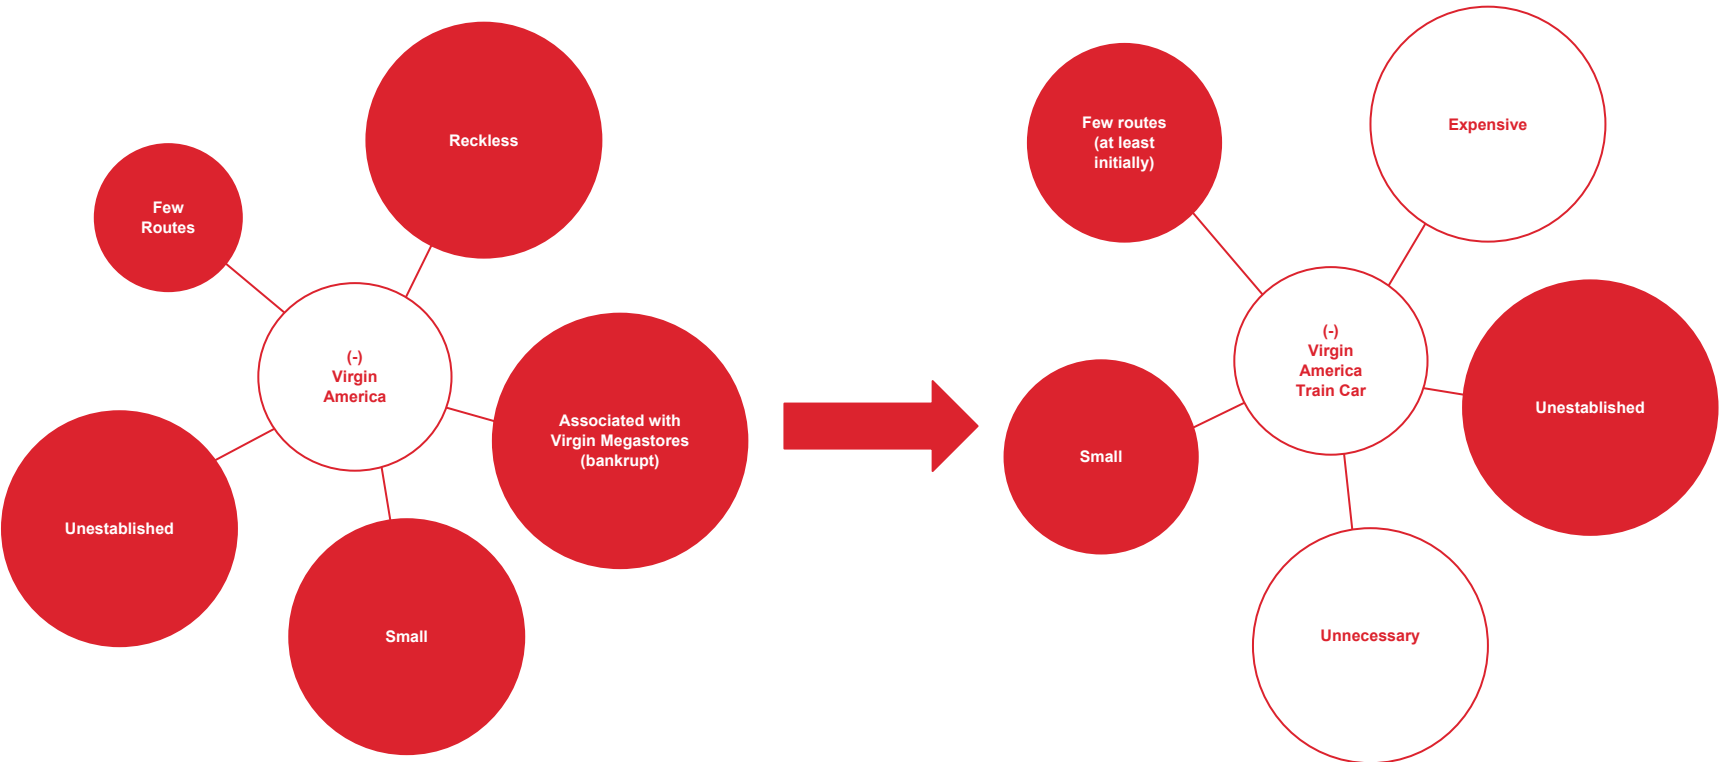 Reckless
Few
Routes
(-)
Virgin
America
Associated with
Virgin Megastores
(bankrupt)
Unestablished
Small
Few routes
(at least
initially)
Expensive
(-)
Virgin
America
Train Car
Unestablished
Small
Unnecessary